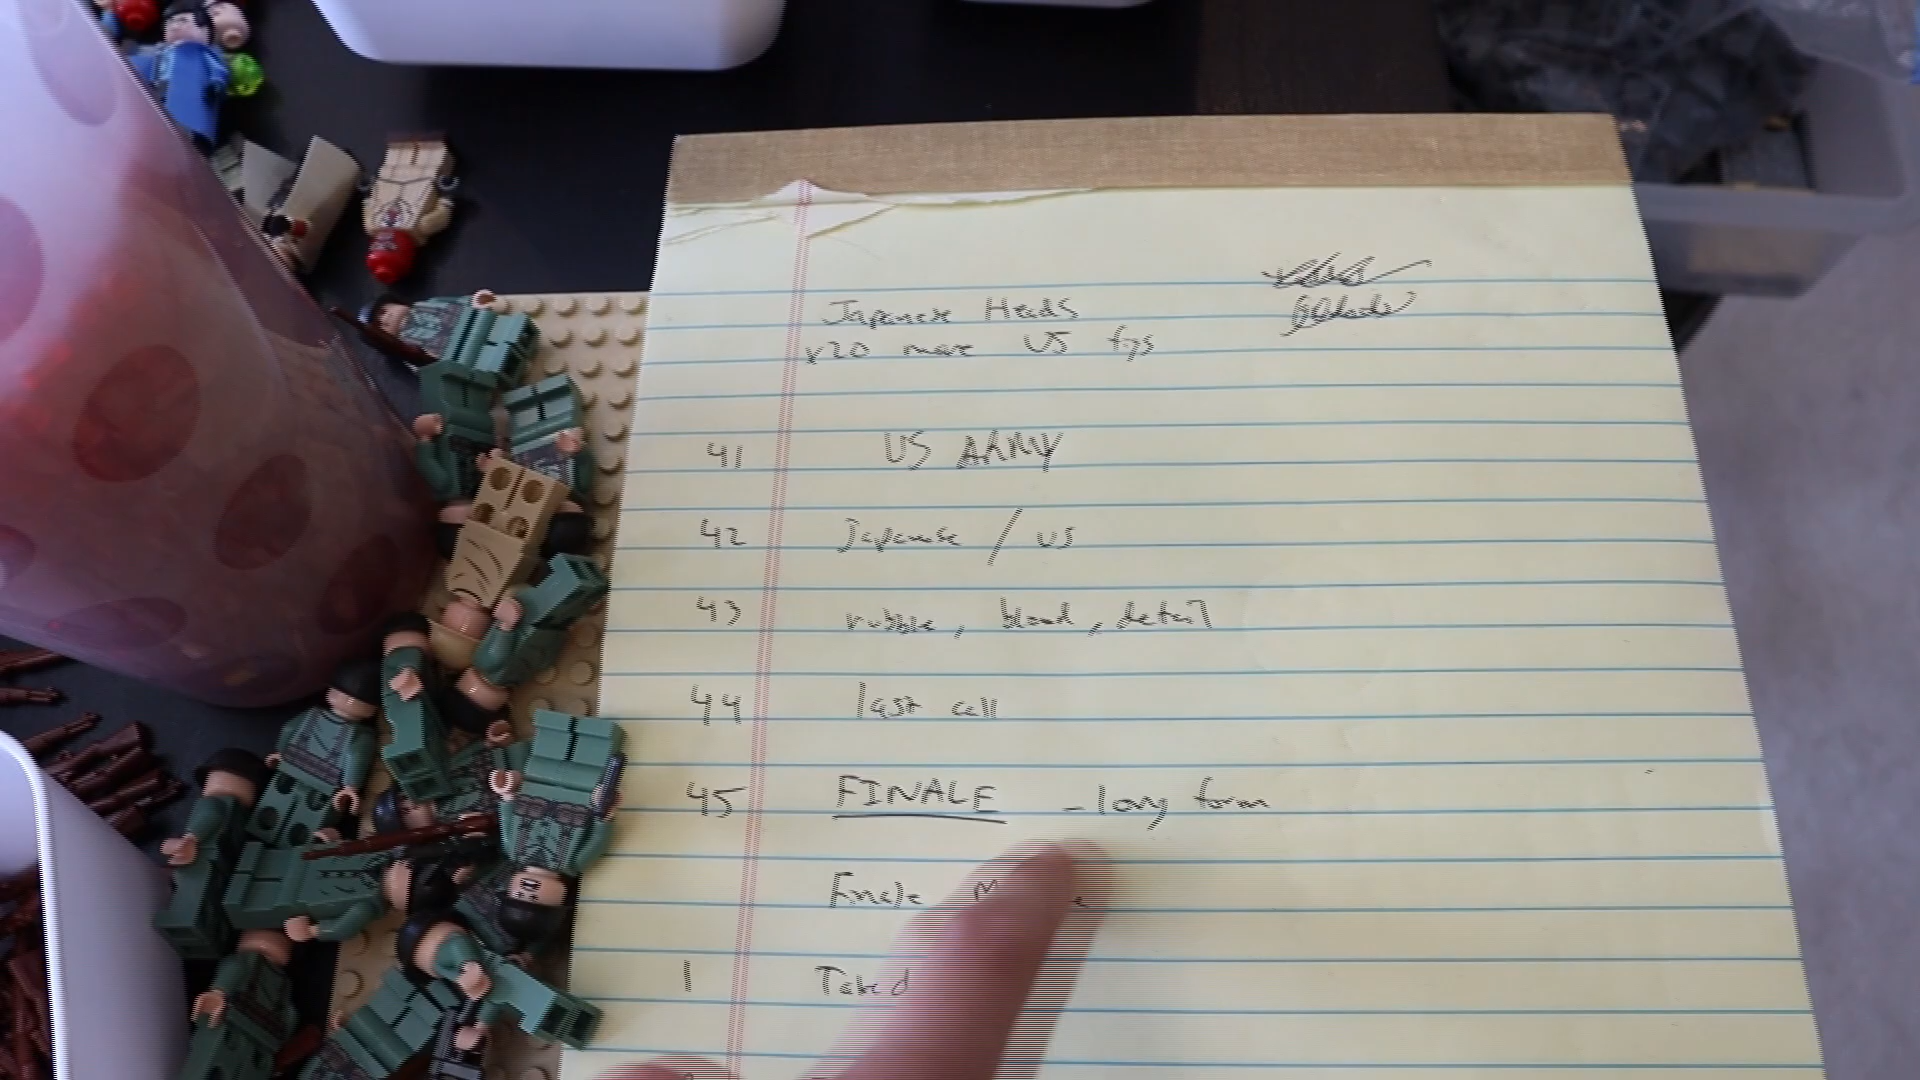 Japanese Heads
v20 more US figs
41 US ARMY
42 Japanese / US
43 rubble, blood, detail
44 last call
45 FINALE - long form
Finale
1